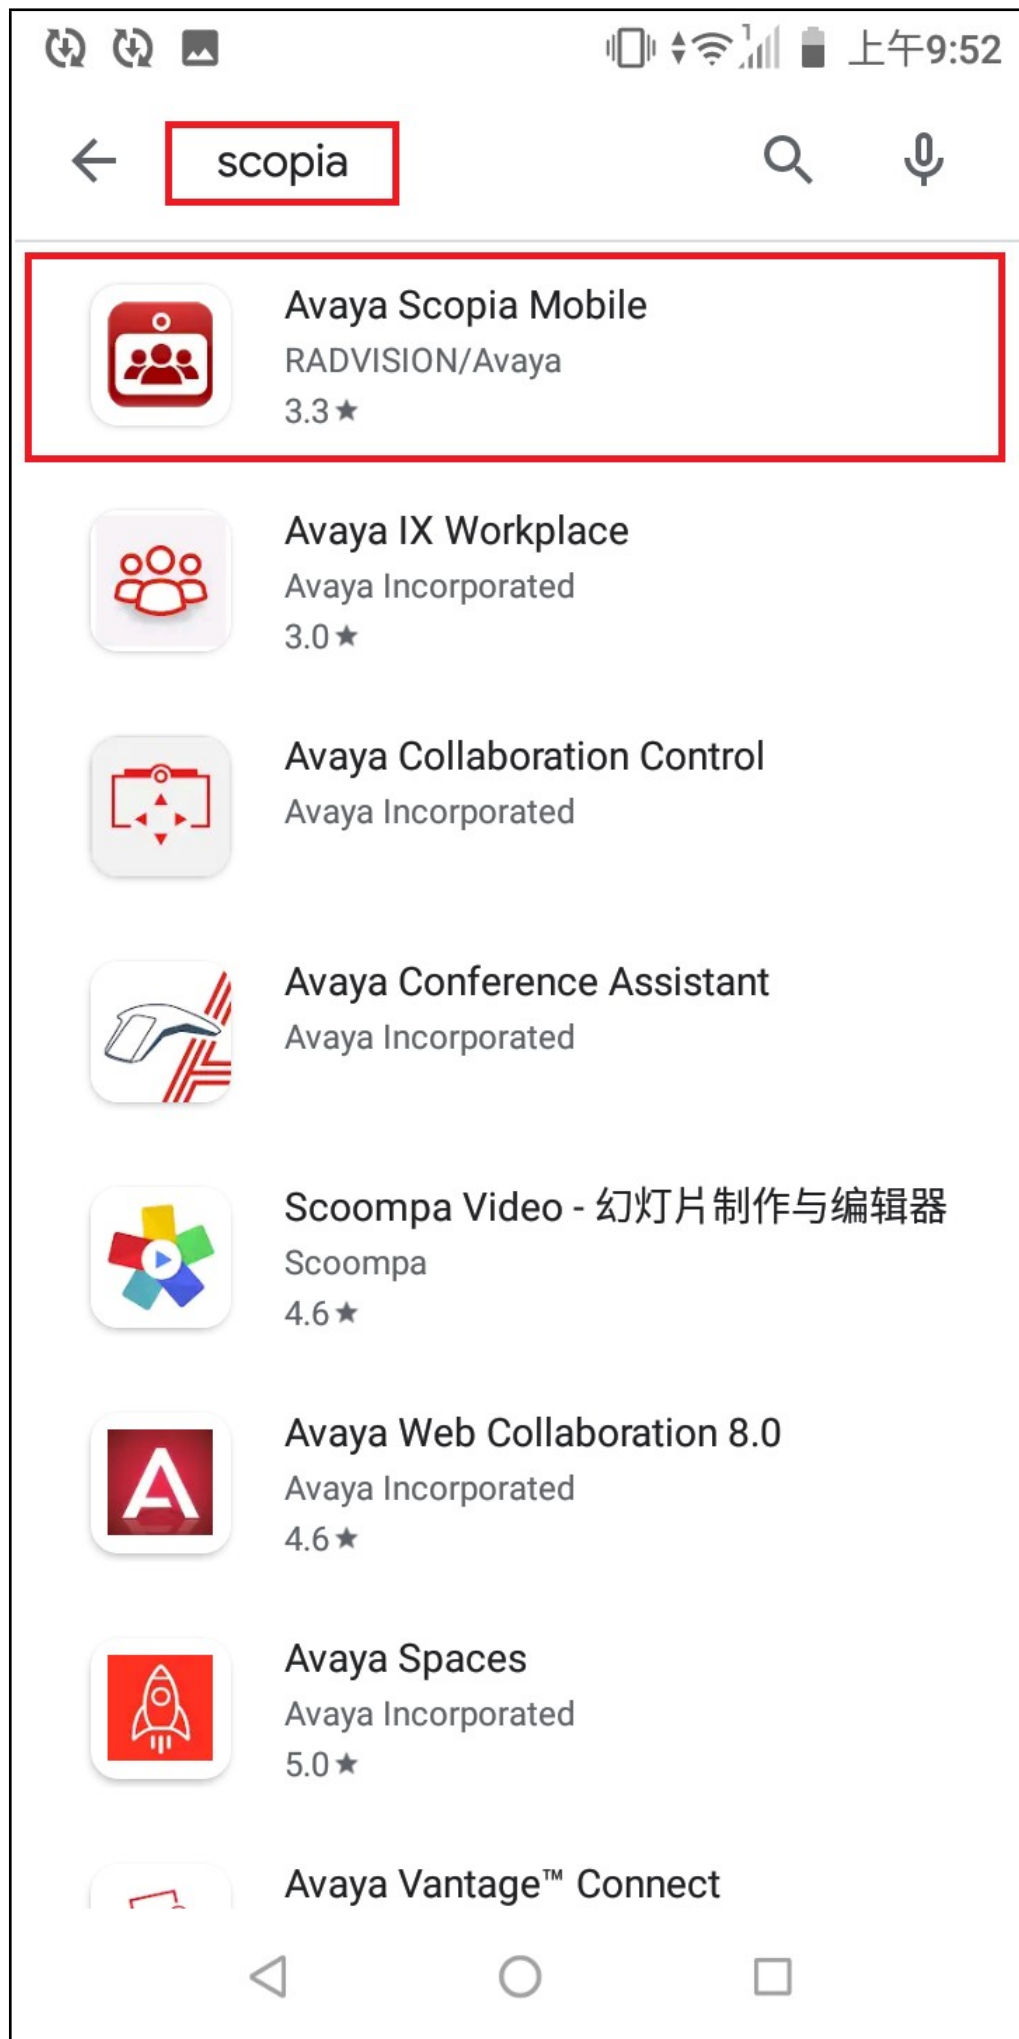 上午9:52
scopia
Avaya Scopia Mobile
RADVISION/Avaya
3.3★
Avaya IX Workplace
Avaya Incorporated
3.0★
Avaya Collaboration Control
Avaya Incorporated
Avaya Conference Assistant
Avaya Incorporated
Scoompa Video - 幻灯片制作与编辑器
Scoompa
4.6★
Avaya Web Collaboration 8.0
Avaya Incorporated
4.6★
Avaya Spaces
Avaya Incorporated
5.0★
Avaya Vantage™ Connect